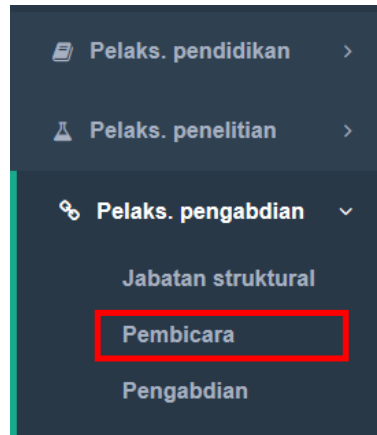 Pelaks. pendidikan
Pelaks. penelitian
Pelaks. pengabdian
Jabatan struktural
Pembicara
Pengabdian